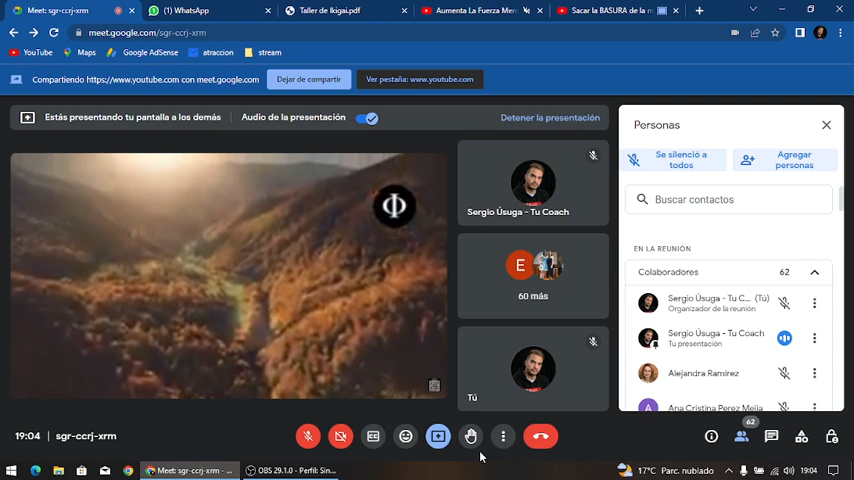 Meet: sgr-ccrj-xrm
(1) WhatsApp
Taller de Ikigai.pdf
Aumenta La Fuerza Men
Sacar la BASURA de la m
meet.google.com/sgr-ccrj-xrm
YouTube
Maps
Google AdSense
atraccion
stream
Compartiendo https://www.youtube.com con meet.google.com
Dejar de compartir
Ver pestaña: www.youtube.com
Estás presentando tu pantalla a los demás
Audio de la presentación
Detener la presentación
Φ
Sergio Úsuga - Tu Coach
E
60 más
Tú
Personas
Se silenció a
todos
Agregar
personas
Buscar contactos
EN LA REUNIÓN
Colaboradores
62
Sergio Úsuga - Tu C... (Tú)
Organizador de la reunión
Sergio Úsuga - Tu Coach
Tu presentación
Alejandra Ramirez
A
Ana Cristina Perez Mejia
19:04 | sgr-ccrj-xrm
62
Meet: sgr-ccrj-xrm - ...
OBS 29.1.0 - Perfil: Sin...
17°C Parc. nublado
19:04